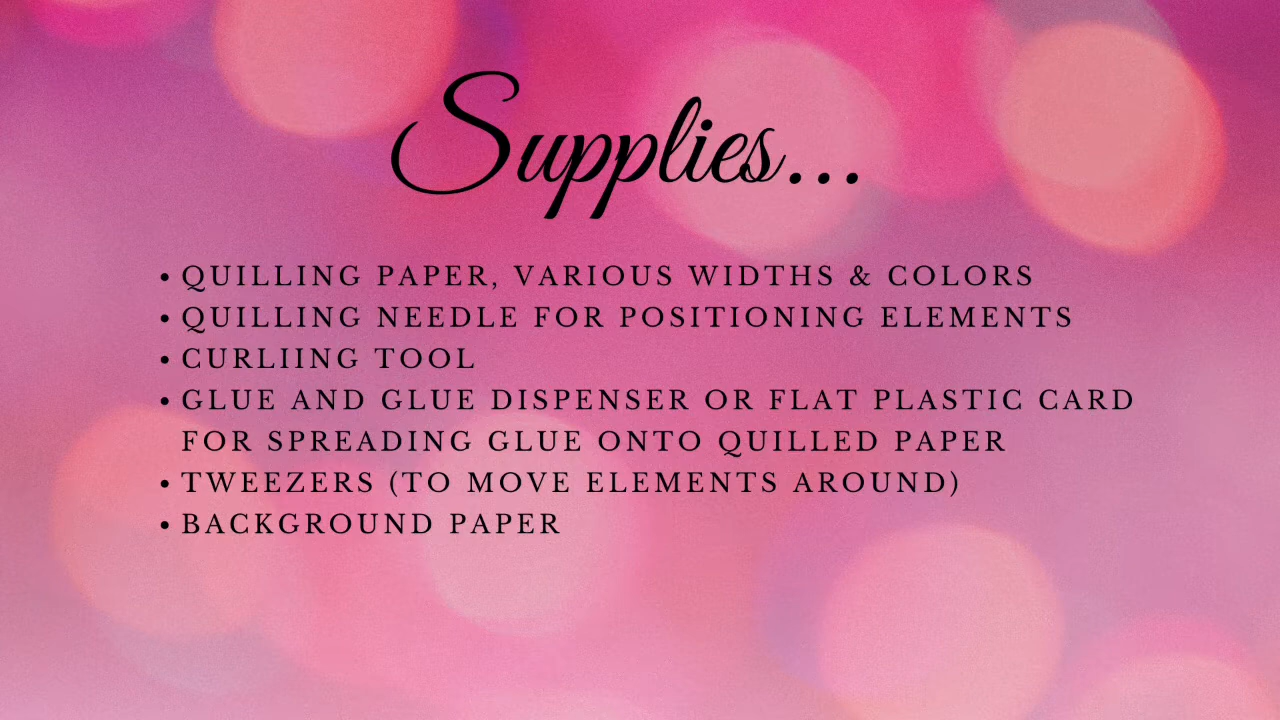 Supplies...
• QUILLING PAPER, VARIOUS WIDTHS & COLORS
• QUILLING NEEDLE FOR POSITIONING ELEMENTS
• CURLIING TOOL
• GLUE AND GLUE DISPENSER OR FLAT PLASTIC CARD
FOR SPREADING GLUE ONTO QUILLED PAPER
• TWEEZERS (TO MOVE ELEMENTS AROUND)
• BACKGROUND PAPER